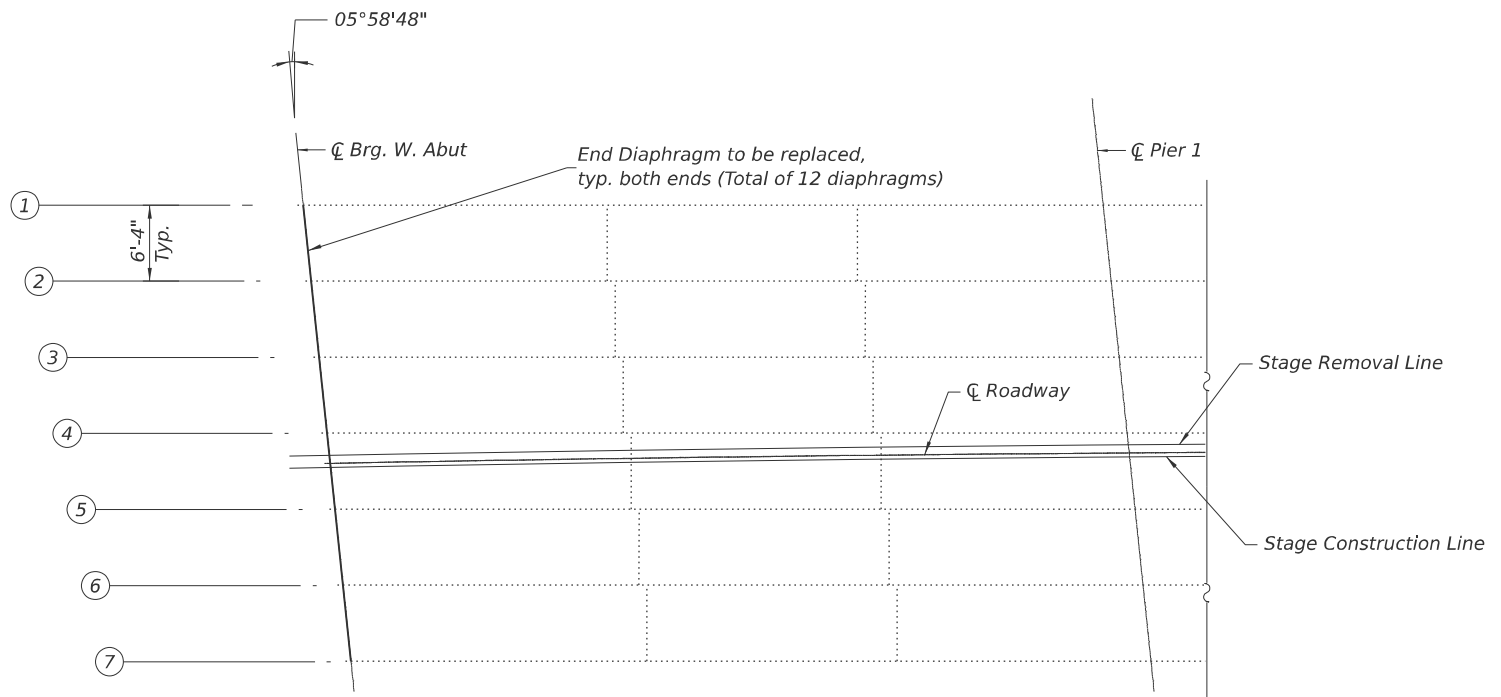 05°58'48"
℄ Brg. W. Abut
End Diaphragm to be replaced,
typ. both ends (Total of 12 diaphragms)
℄ Pier 1
1
6'-4"
Typ.
2
3
Stage Removal Line
℄ Roadway
4
5
Stage Construction Line
6
7